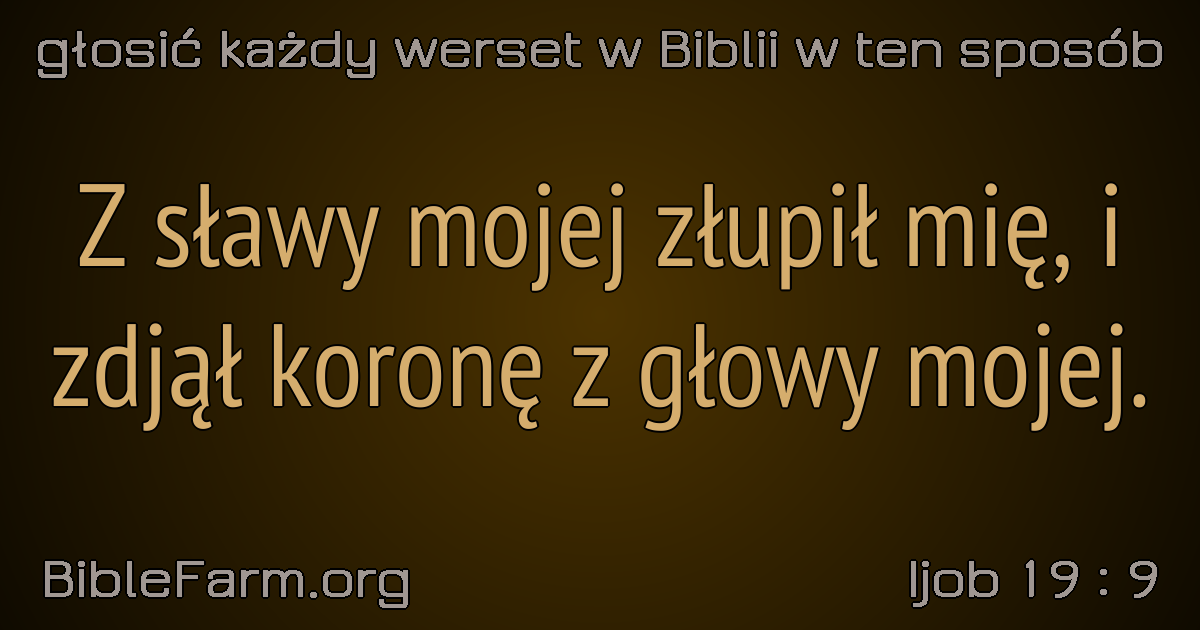 głosić każdy werset w Biblii w ten sposób
Z sławy mojej złupił mię, i
zdjął koronę z głowy mojej.
BibleFarm.org
Ijob 19 : 9